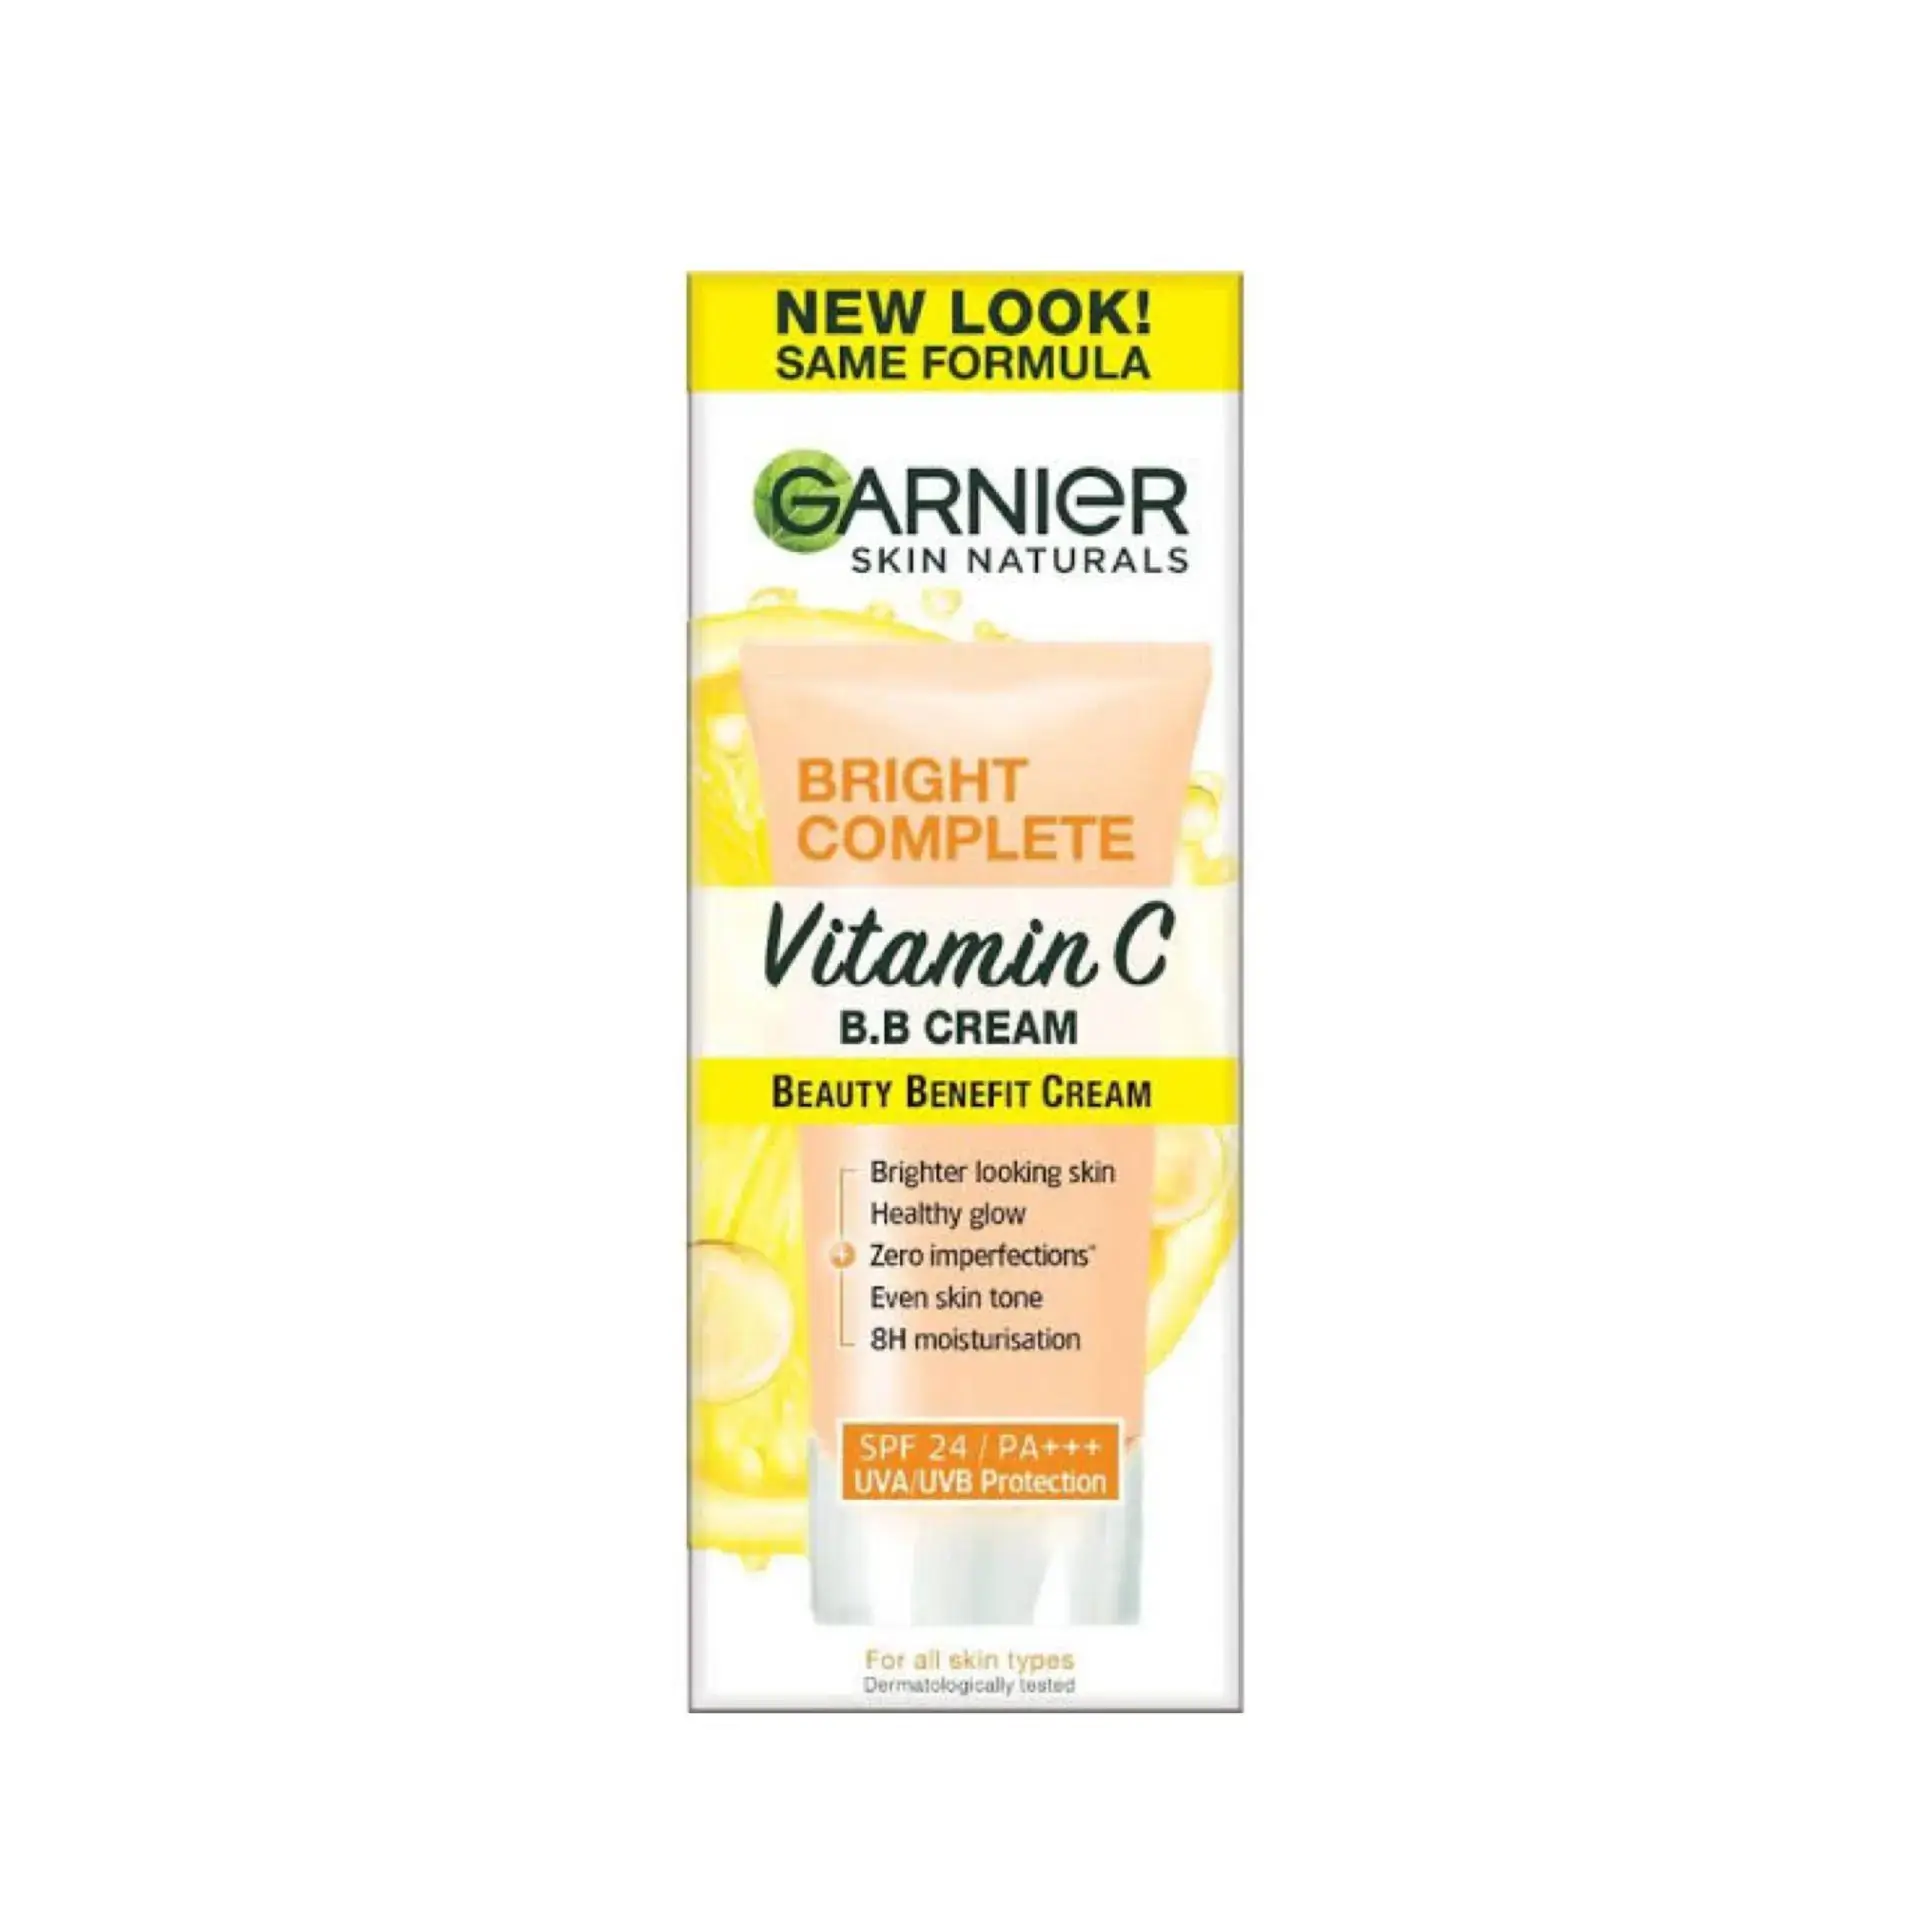 NEW LOOK!
SAME FORMULA
GARNIER
SKIN NATURALS
BRIGHT
COMPLETE
Vitamin C
B.B CREAM
BEAUTY BENEFIT CREAM
Brighter looking skin
Healthy glow
Zero imperfections*
Even skin tone
8H moisturisation
SPF 24 / PA+++
UVA/UVB Protection
For all skin types
Dermatologically tested